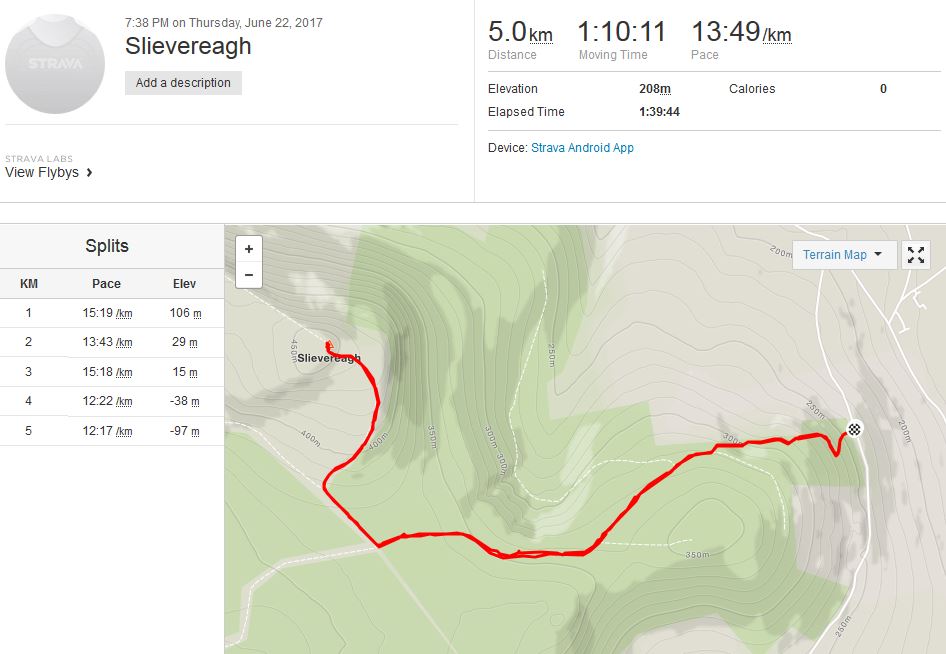 7:38 PM on Thursday, June 22, 2017
Slievereagh
STRAVA
Add a description
STRAVA LABS
View Flybys
5.0km 1:10:11 13:49/km
Distance Moving Time Pace
Elevation 208m Calories 0
Elapsed Time 1:39:44
Device: Strava Android App
Splits
KM Pace Elev
1 15:19 /km 106 m
2 13:43 /km 29 m
3 15:18 /km 15 m
4 12:22 /km -38 m
5 12:17 /km -97 m
+
−
Terrain Map
200m
450m
Slievereagh
250m
400m
400m
350m
300m
300m
300m
250m
200m
350m
250m